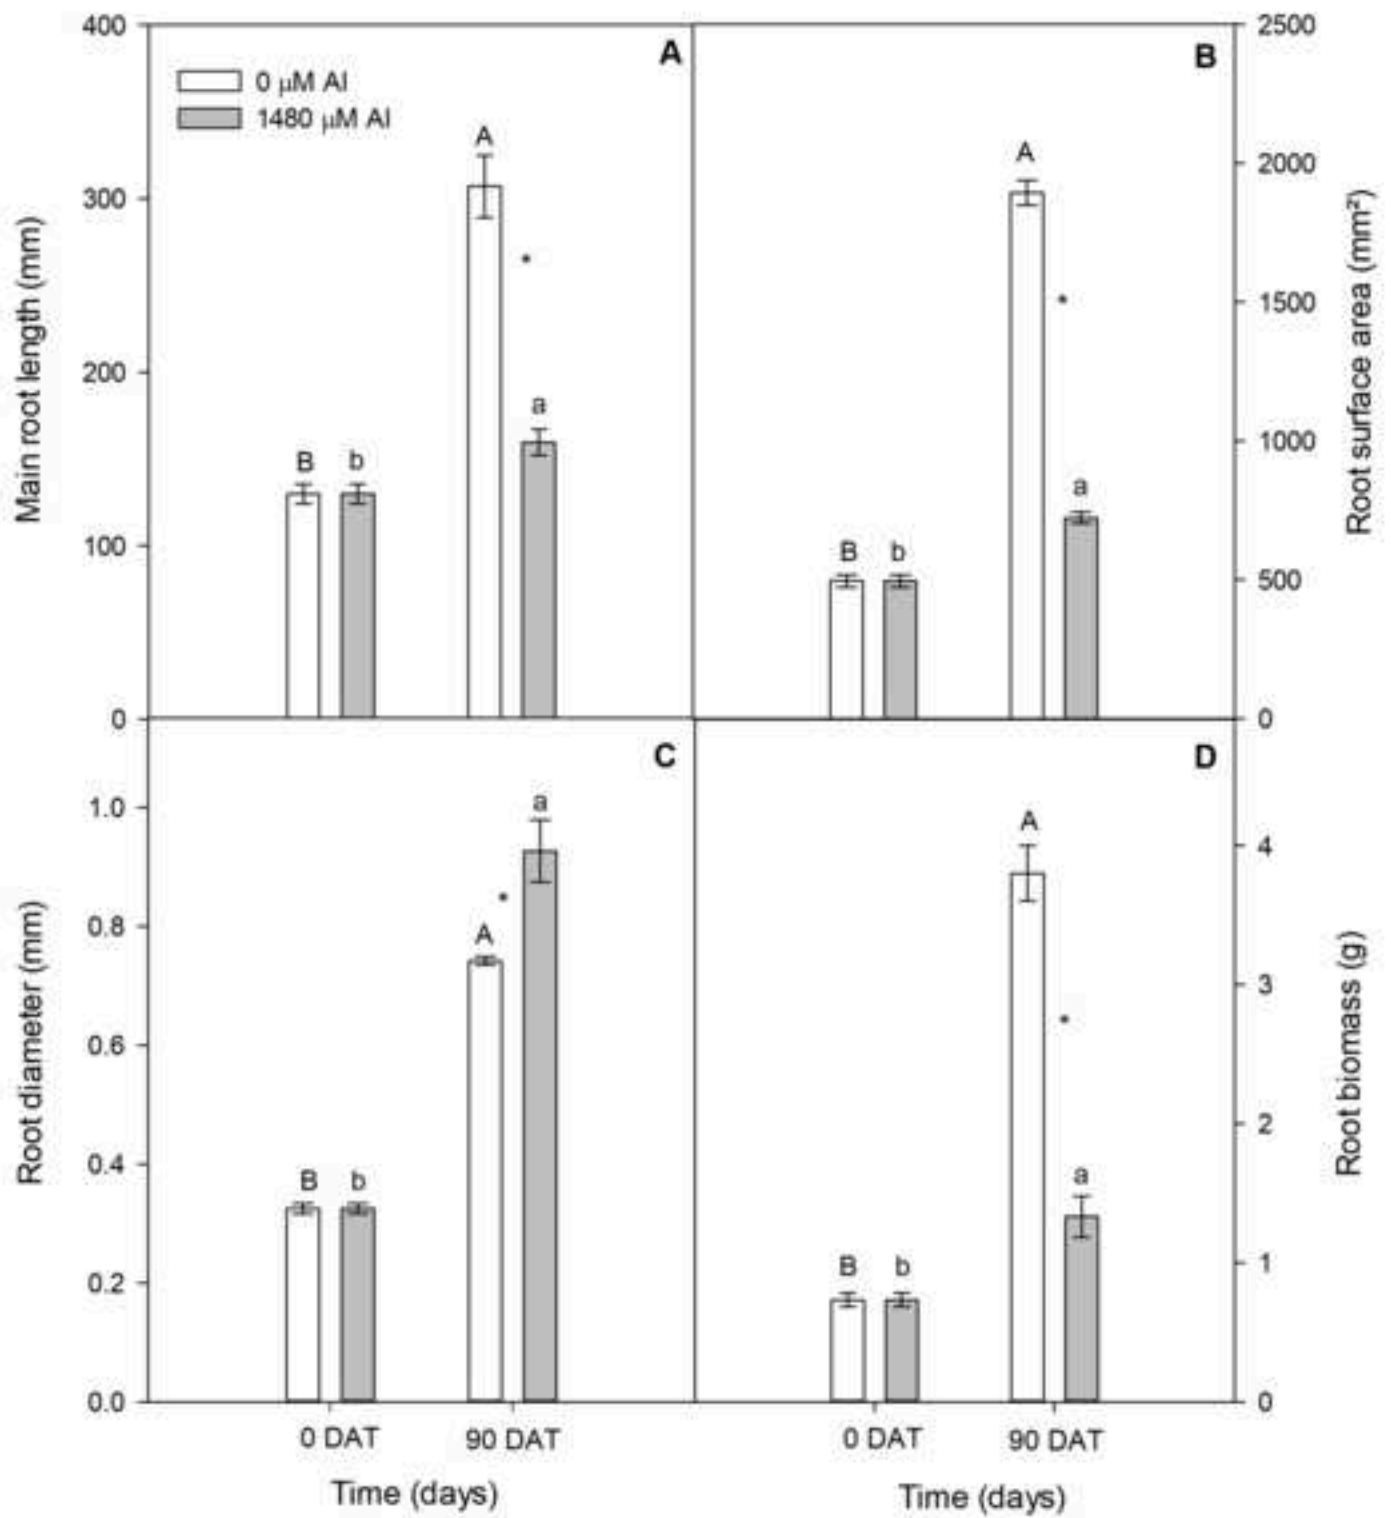 400
300
200
100
0
Main root length (mm)
0 µM Al
1480 µM Al
A
B
b
A
*
a
B
B
b
A
*
a
2500
2000
1500
1000
500
0
Root surface area (mm²)
1.0
0.8
0.6
0.4
0.2
0.0
Root diameter (mm)
C
B
b
A
*
a
D
B
b
A
*
a
4
3
2
1
0
Root biomass (g)
0 DAT
90 DAT
0 DAT
90 DAT
Time (days)
Time (days)